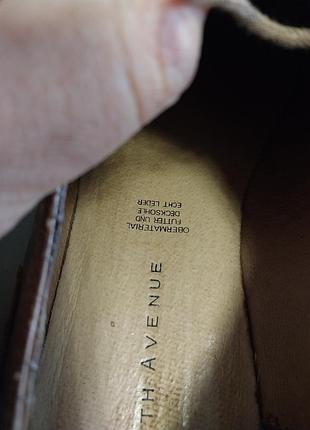 OBERMATERIAL
FUTTER UND
DECKSOHLE
ECHT LEDER
TH AVENUE